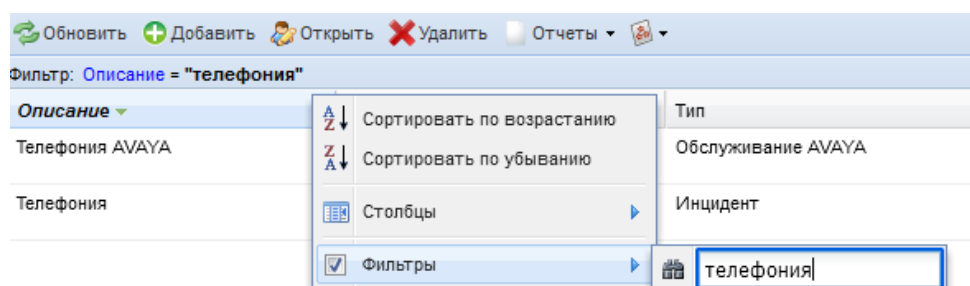 Обновить Добавить Открыть Удалить Отчеты
Фильтр: Описание = "телефония"
Описание Тип
Сортировать по возрастанию
Телефония AVAYA Обслуживание AVAYA
Сортировать по убыванию
Телефония Столбцы Инцидент
Фильтры телефония